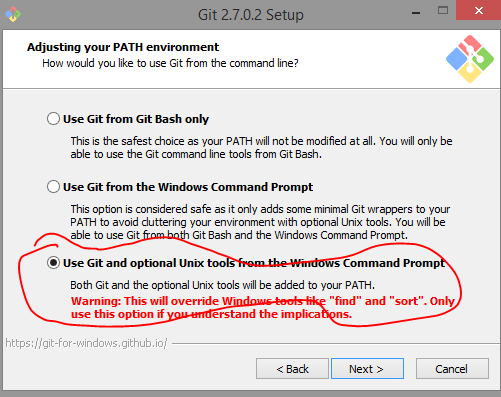 Git 2.7.0.2 Setup
Adjusting your PATH environment
How would you like to use Git from the command line?
Use Git from Git Bash only
This is the safest choice as your PATH will not be modified at all. You will only be
able to use the Git command line tools from Git Bash.
Use Git from the Windows Command Prompt
This option is considered safe as it only adds some minimal Git wrappers to your
PATH to avoid cluttering your environment with optional Unix tools. You will be
able to use Git from both Git Bash and the Windows Command Prompt.
Use Git and optional Unix tools from the Windows Command Prompt
Both Git and the optional Unix tools will be added to your PATH.
Warning: This will override Windows tools like "find" and "sort". Only
use this option if you understand the implications.
https://git-for-windows.github.io/
< Back
Next >
Cancel